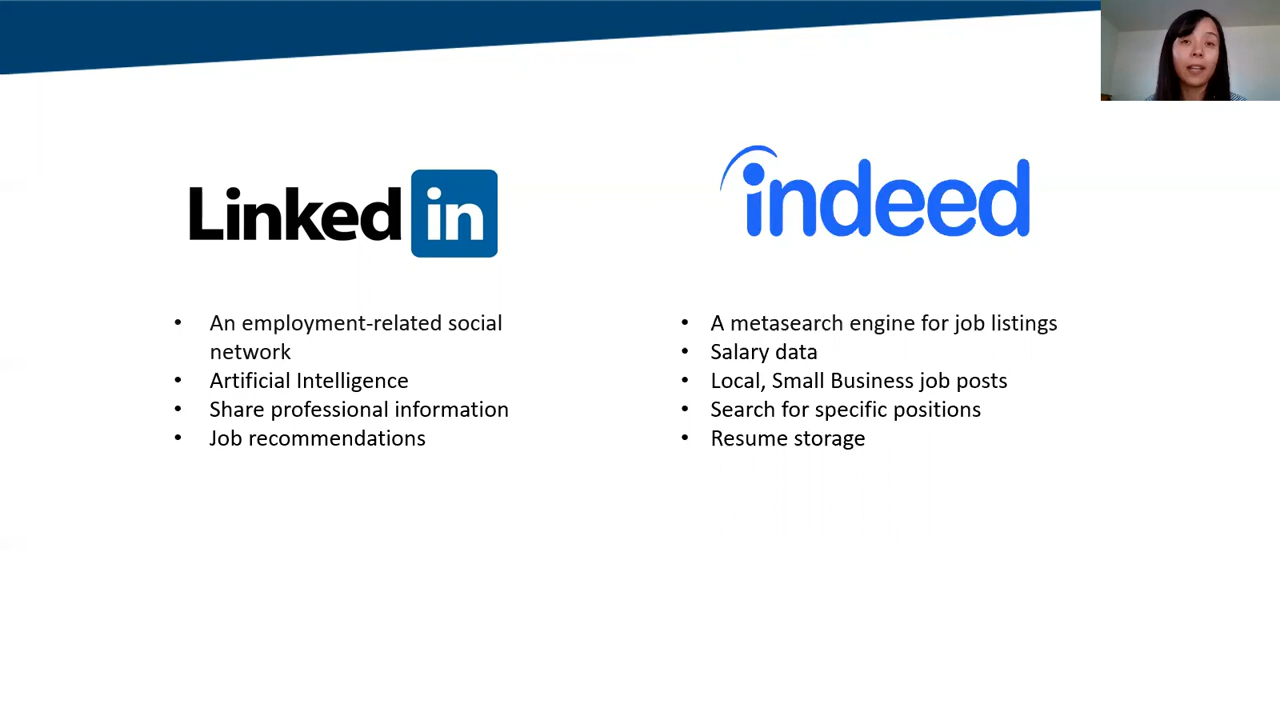 Linked in
An employment-related social
network
Artificial Intelligence
Share professional information
Job recommendations
indeed
A metasearch engine for job listings
Salary data
Local, Small Business job posts
Search for specific positions
Resume storage